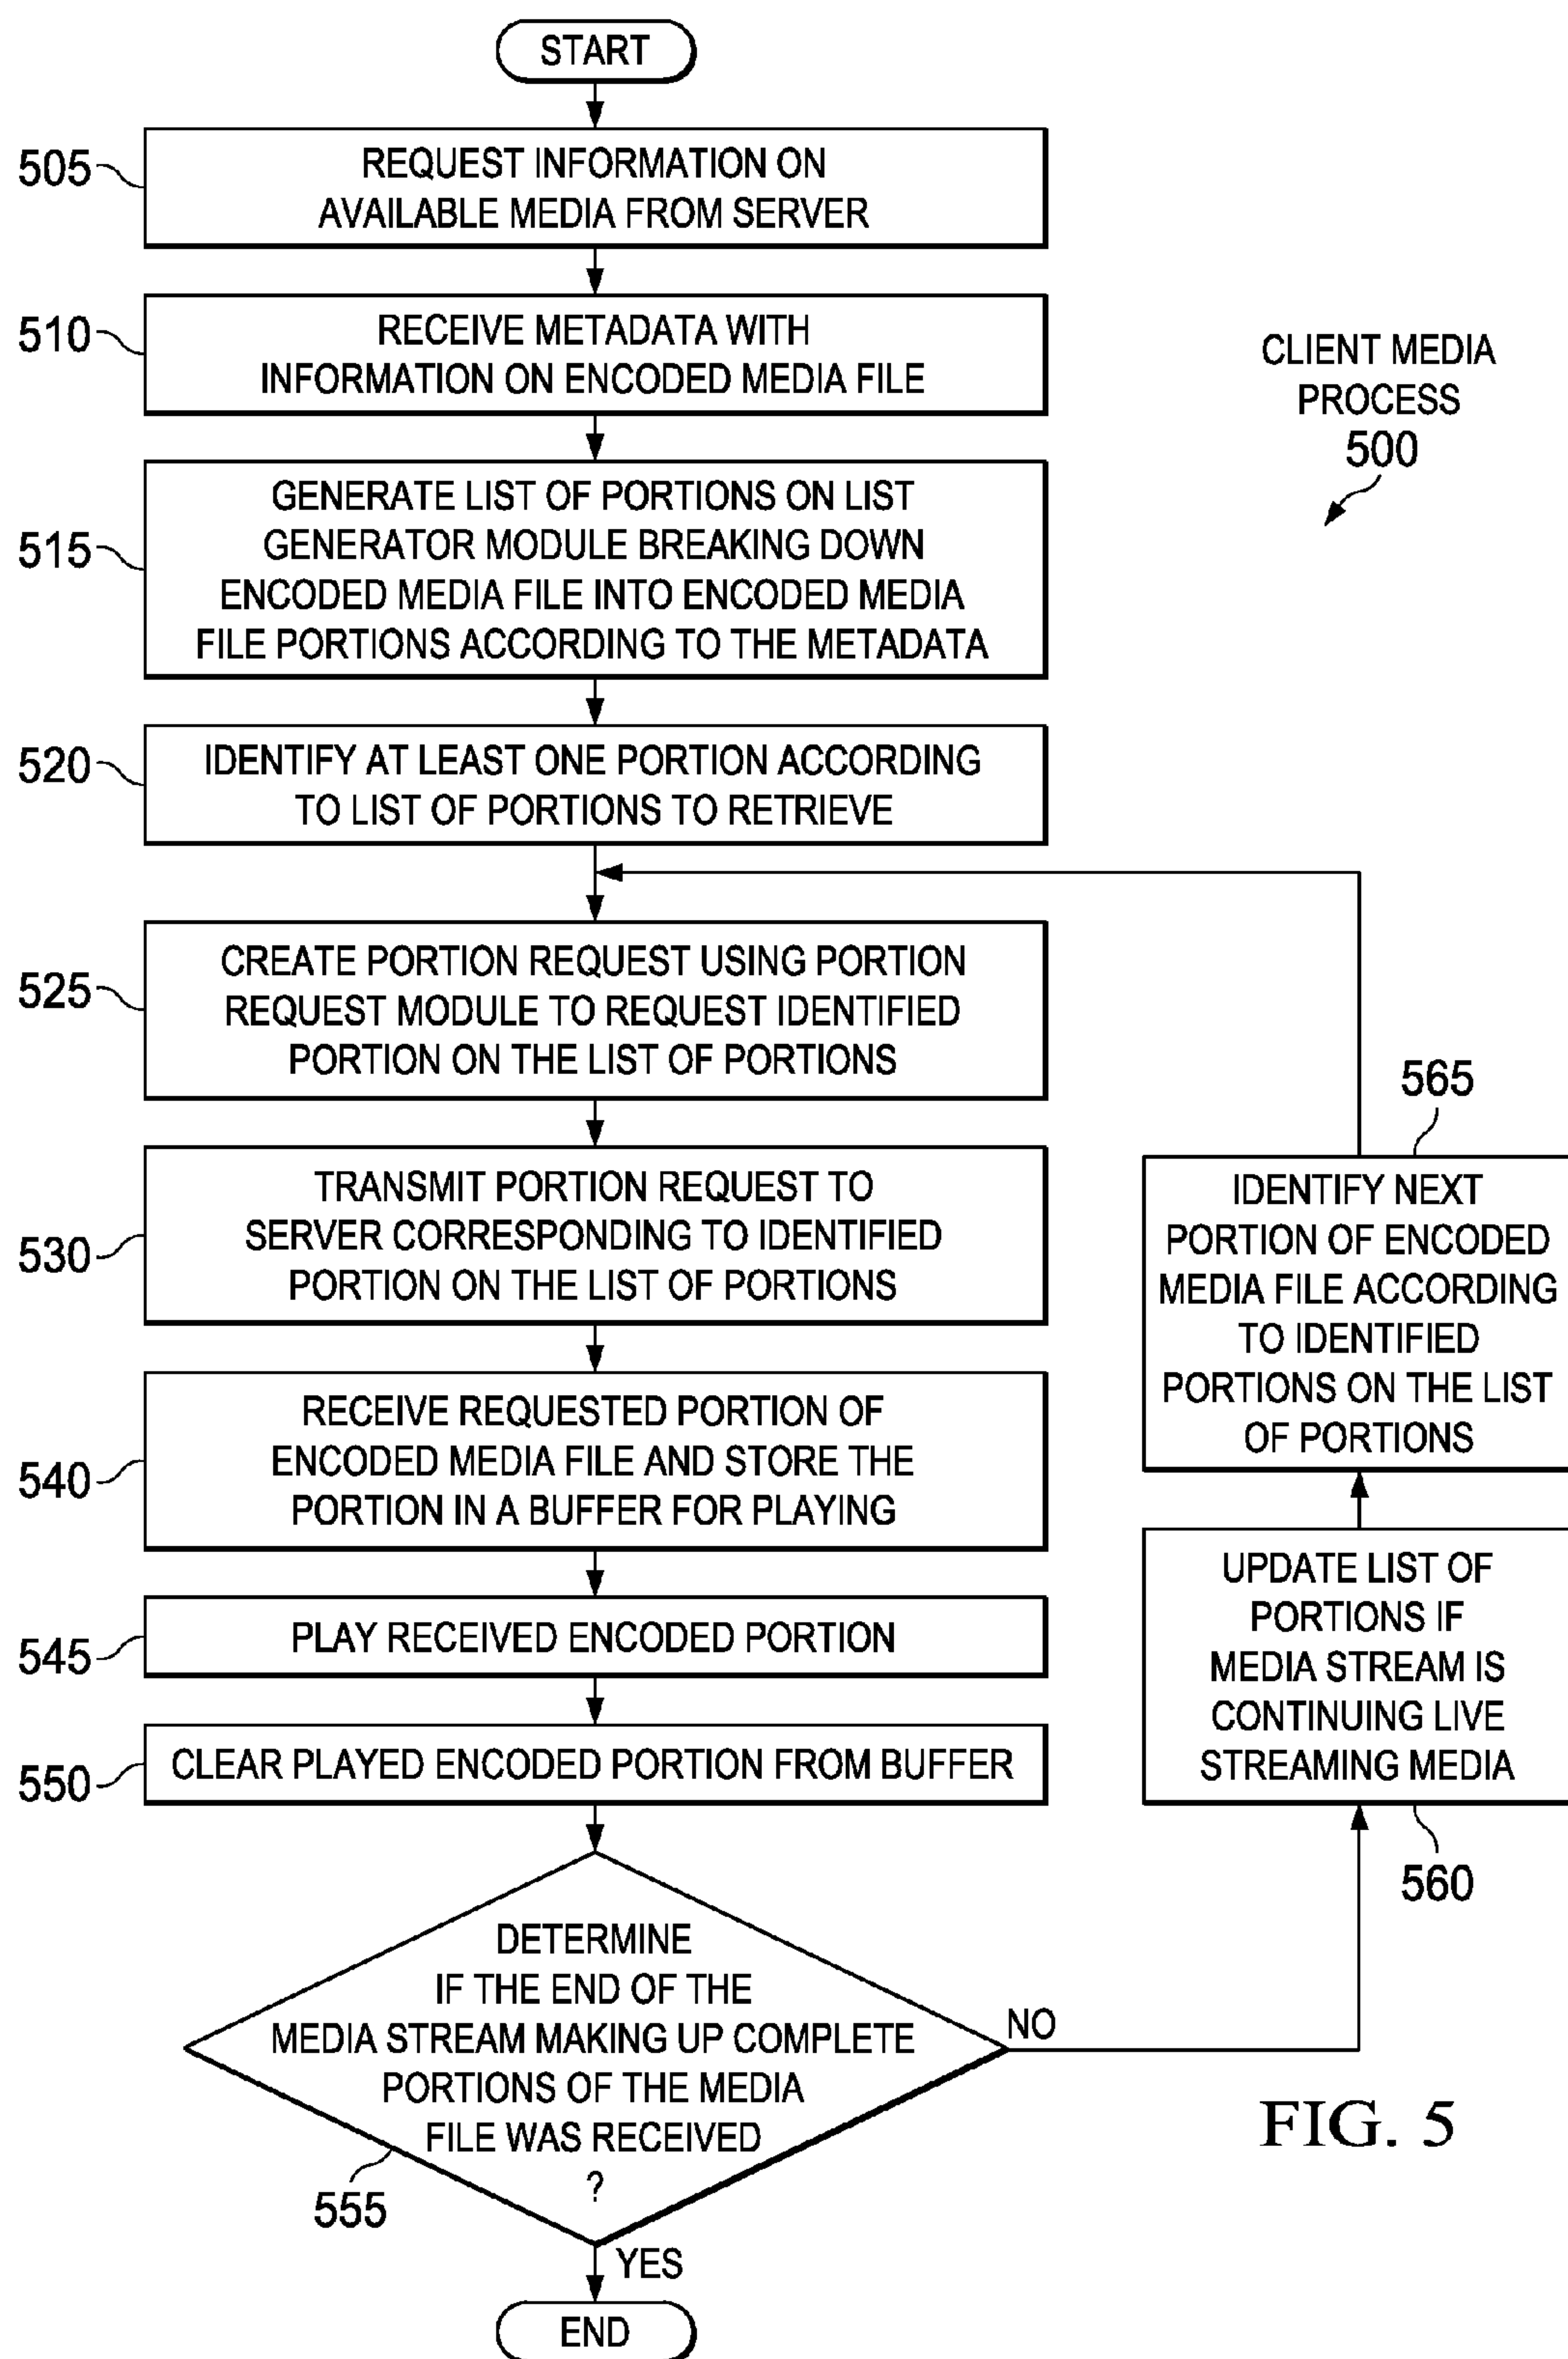 START
505
REQUEST INFORMATION ON
AVAILABLE MEDIA FROM SERVER
510
RECEIVE METADATA WITH
INFORMATION ON ENCODED MEDIA FILE
CLIENT MEDIA
PROCESS
500
515
GENERATE LIST OF PORTIONS ON LIST
GENERATOR MODULE BREAKING DOWN
ENCODED MEDIA FILE INTO ENCODED MEDIA
FILE PORTIONS ACCORDING TO THE METADATA
520
IDENTIFY AT LEAST ONE PORTION ACCORDING
TO LIST OF PORTIONS TO RETRIEVE
525
CREATE PORTION REQUEST USING PORTION
REQUEST MODULE TO REQUEST IDENTIFIED
PORTION ON THE LIST OF PORTIONS
530
TRANSMIT PORTION REQUEST TO
SERVER CORRESPONDING TO IDENTIFIED
PORTION ON THE LIST OF PORTIONS
540
RECEIVE REQUESTED PORTION OF
ENCODED MEDIA FILE AND STORE THE
PORTION IN A BUFFER FOR PLAYING
545
PLAY RECEIVED ENCODED PORTION
550
CLEAR PLAYED ENCODED PORTION FROM BUFFER
DETERMINE
IF THE END OF THE
MEDIA STREAM MAKING UP COMPLETE
PORTIONS OF THE MEDIA
FILE WAS RECEIVED
?
555
NO
YES
END
565
IDENTIFY NEXT
PORTION OF ENCODED
MEDIA FILE ACCORDING
TO IDENTIFIED
PORTIONS ON THE LIST
OF PORTIONS
UPDATE LIST OF
PORTIONS IF
MEDIA STREAM IS
CONTINUING LIVE
STREAMING MEDIA
560
FIG. 5